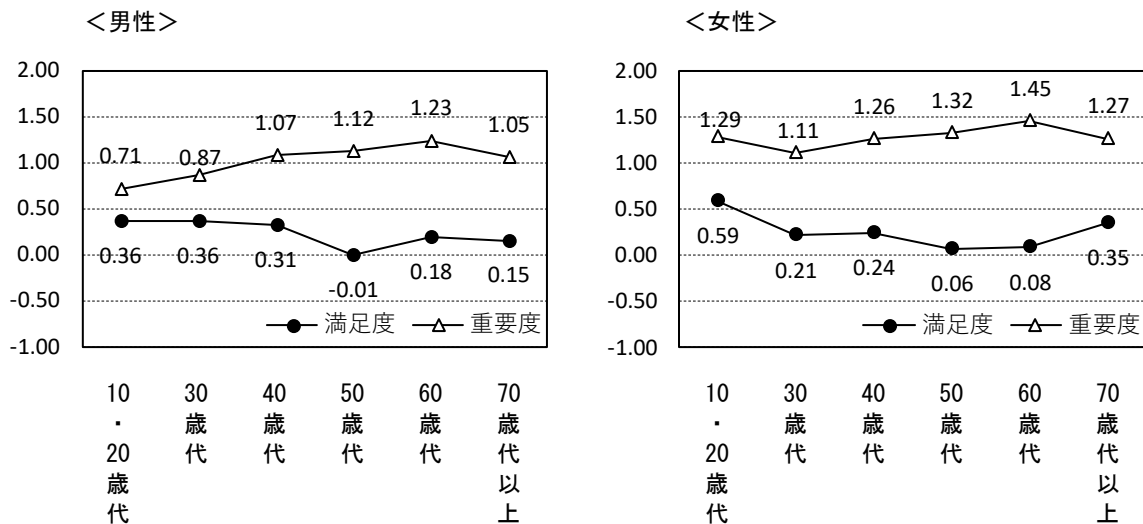 ＜男性＞
2.00
1.50
1.00
0.50
0.00
-0.50
-1.00
0.71
0.87
1.07
1.12
1.23
1.05
0.36
0.36
0.31
-0.01
0.18
0.15
満足度
重要度
10・20歳代
30歳代
40歳代
50歳代
60歳代
70歳代以上
＜女性＞
2.00
1.50
1.00
0.50
0.00
-0.50
-1.00
1.29
1.11
1.26
1.32
1.45
1.27
0.59
0.21
0.24
0.06
0.08
0.35
満足度
重要度
10・20歳代
30歳代
40歳代
50歳代
60歳代
70歳代以上